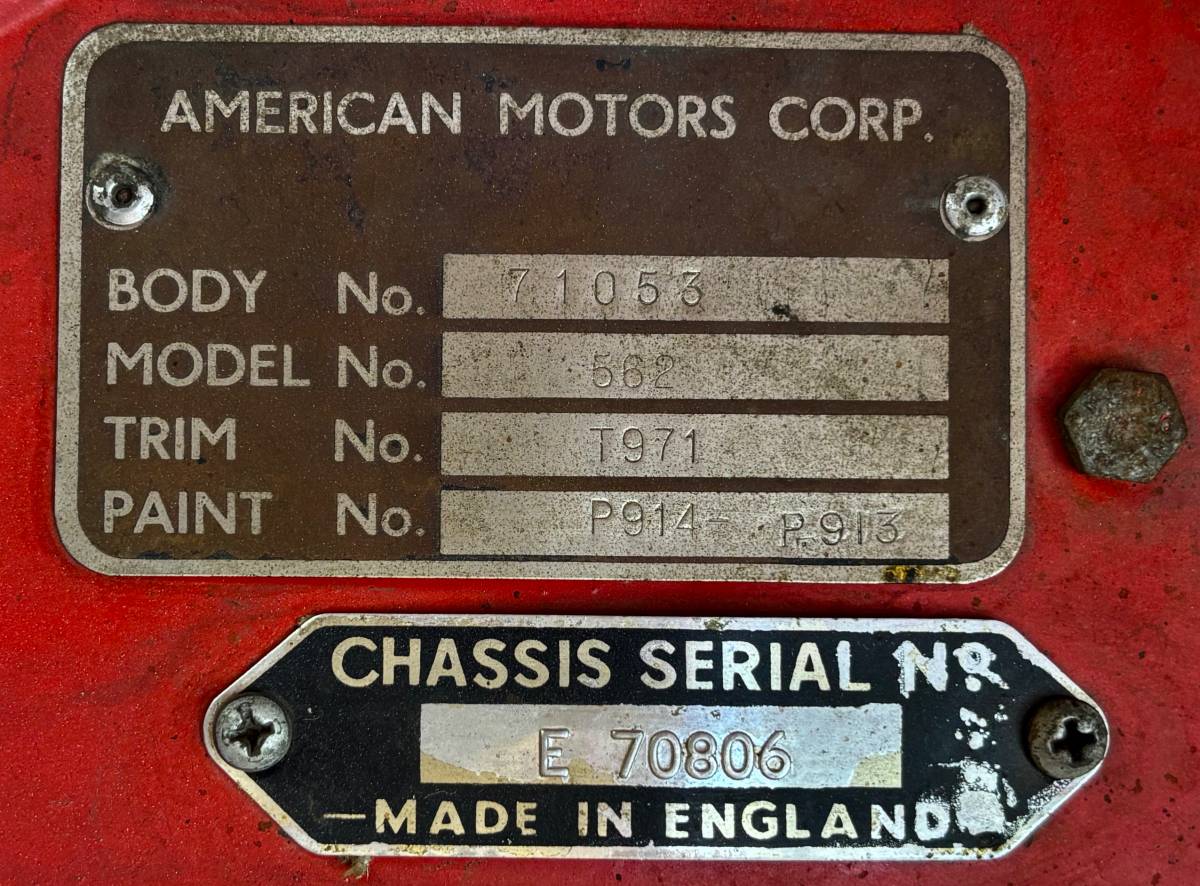 AMERICAN MOTORS CORP.
BODY No. 71053
MODEL No. 562
TRIM No. T971
PAINT No. P914- P913
CHASSIS SERIAL No.
E 70806
—MADE IN ENGLAND